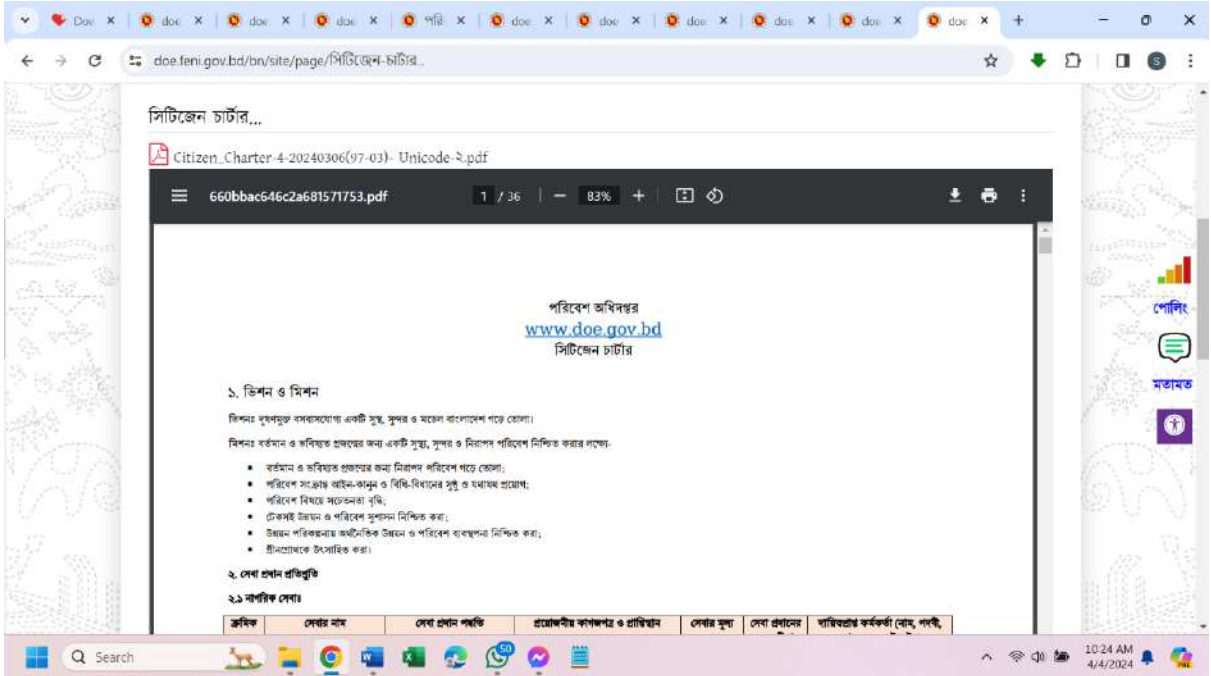 Dov doe doe doe পরি doe doe doe doe doe doe
doe.feni.gov.bd/bn/site/page/সিটিজেন-চার্টার...
S
সিটিজেন চার্টার...
Citizen_Charter-4-20240306(97-03)- Unicode-২.pdf
660bbac646c2a681571753.pdf 1 / 36 83%
পরিবেশ অধিদপ্তর
www.doe.gov.bd
সিটিজেন চার্টার
পোলিং
মতামত
১. ভিশন ও মিশন
ভিশনঃ দূষণমুক্ত বসবাসযোগ্য একটি সুস্থ, সুন্দর ও মডেল বাংলাদেশ গড়ে তোলা।
মিশনঃ বর্তমান ও ভবিষ্যত প্রজন্মের জন্য একটি সুস্থ্য, সুন্দর ও নিরাপদ পরিবেশ নিশ্চিত করার লক্ষ্যে-
▪ বর্তমান ও ভবিষ্যত প্রজন্মের জন্য নিরাপদ পরিবেশ গড়ে তোলা;
▪ পরিবেশ সংক্রান্ত আইন-কানুন ও বিধি-বিধানের সুষ্ঠু ও যথাযথ প্রয়োগ;
▪ পরিবেশ বিষয়ে সচেতনতা বৃদ্ধি;
▪ টেকসই উন্নয়ন ও পরিবেশ সুশাসন নিশ্চিত করা;
▪ উন্নয়ন পরিকল্পনায় অর্থনৈতিক উন্নয়ন ও পরিবেশ ব্যবস্থাপনা নিশ্চিত করা;
▪ গ্রীনগ্রোথকে উৎসাহিত করা।
২. সেবা প্রদান প্রতিশ্রুতি
২.১ নাগরিক সেবাঃ
ক্রমিক সেবার নাম সেবা প্রদান পদ্ধতি প্রয়োজনীয় কাগজপত্র ও প্রাপ্তিস্থান সেবার মূল্য সেবা প্রদানের দায়িত্বপ্রাপ্ত কর্মকর্তা (নাম, পদবী,
Search 50 10:24 AM
4/4/2024 PRE